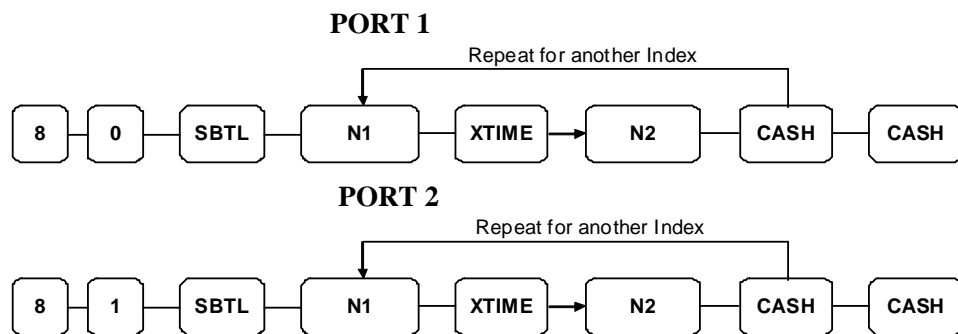 PORT 1
Repeat for another Index
8 0 SBTL N1 XTIME N2 CASH CASH
PORT 2
Repeat for another Index
8 1 SBTL N1 XTIME N2 CASH CASH